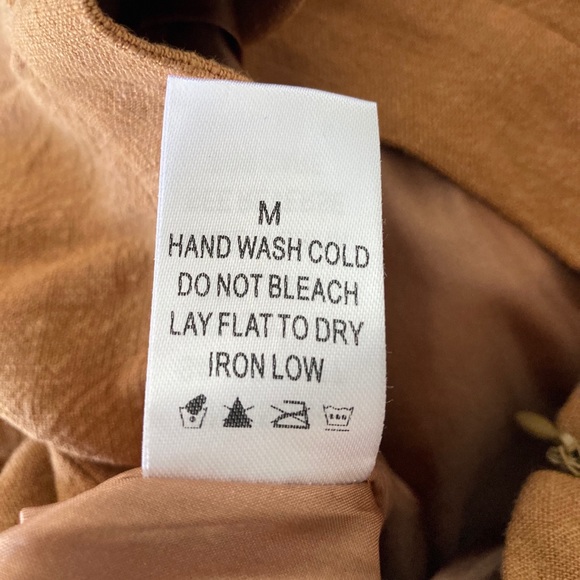 M
HAND WASH COLD
DO NOT BLEACH
LAY FLAT TO DRY
IRON LOW